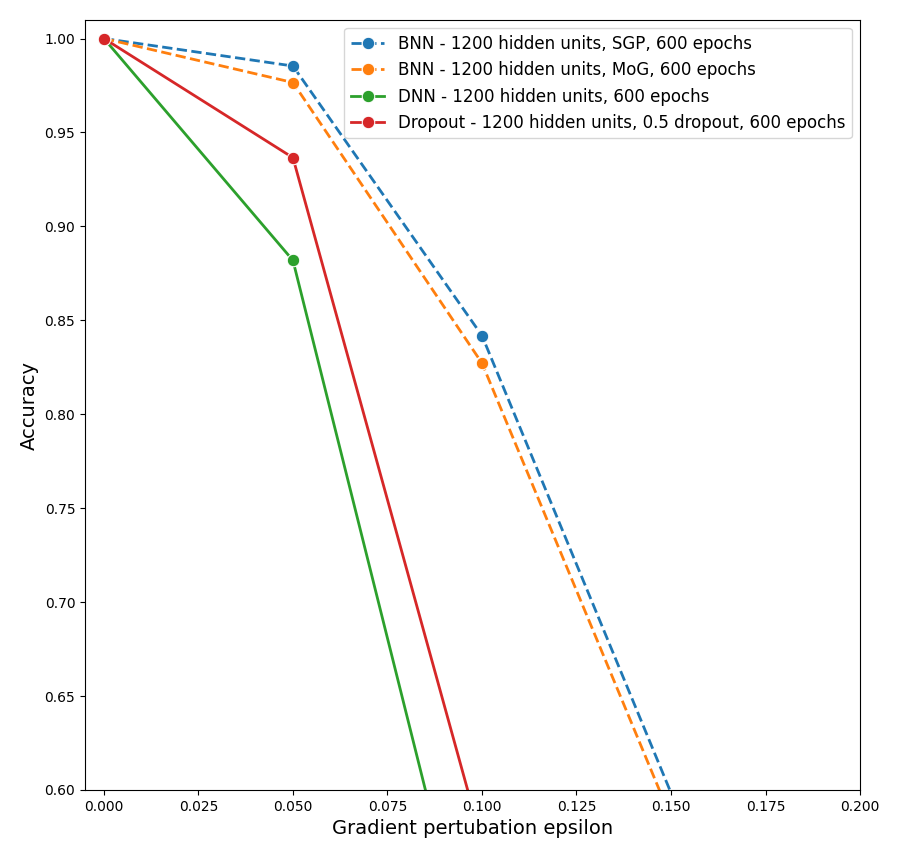 BNN - 1200 hidden units, SGP, 600 epochs
BNN - 1200 hidden units, MoG, 600 epochs
DNN - 1200 hidden units, 600 epochs
Dropout - 1200 hidden units, 0.5 dropout, 600 epochs
Accuracy
1.00
0.95
0.90
0.85
0.80
0.75
0.70
0.65
0.60
0.000 0.025 0.050 0.075 0.100 0.125 0.150 0.175 0.200
Gradient pertubation epsilon